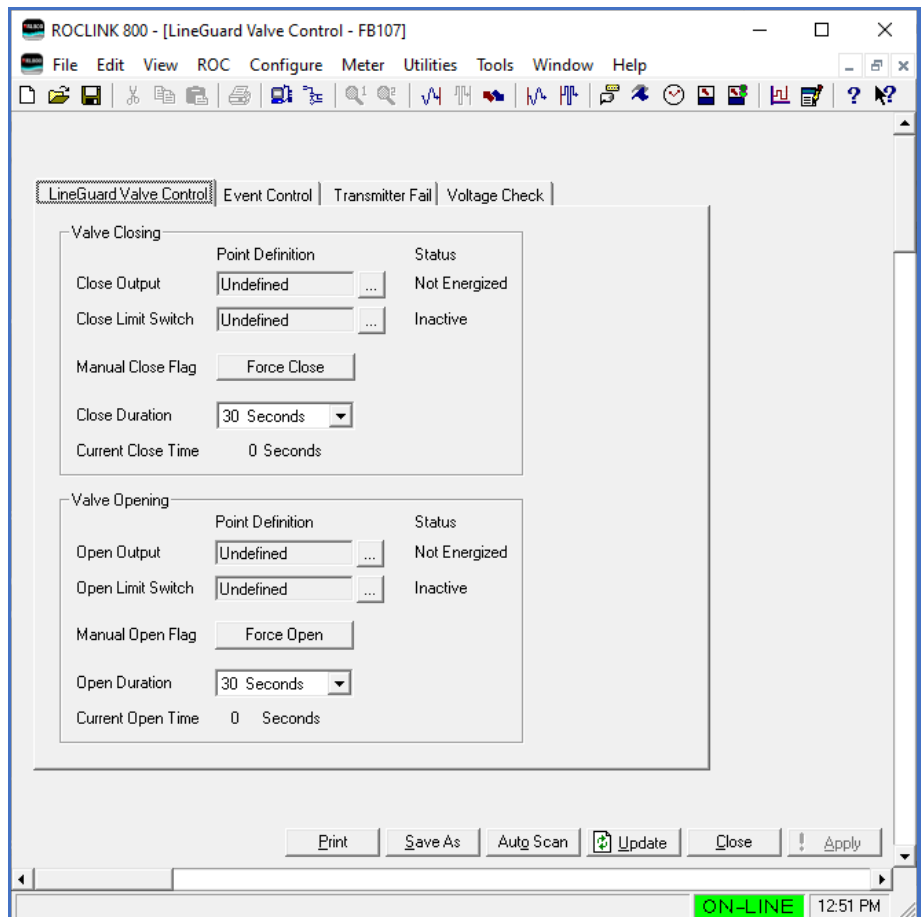 ROCLINK 800 - [LineGuard Valve Control - FB107]
File Edit View ROC Configure Meter Utilities Tools Window Help
LineGuard Valve Control Event Control Transmitter Fail Voltage Check
Valve Closing
Point Definition Status
Close Output Undefined ... Not Energized
Close Limit Switch Undefined ... Inactive
Manual Close Flag Force Close
Close Duration 30 Seconds
Current Close Time 0 Seconds
Valve Opening
Point Definition Status
Open Output Undefined ... Not Energized
Open Limit Switch Undefined ... Inactive
Manual Open Flag Force Open
Open Duration 30 Seconds
Current Open Time 0 Seconds
Print Save As Auto Scan Update Close ! Apply
ON-LINE 12:51 PM